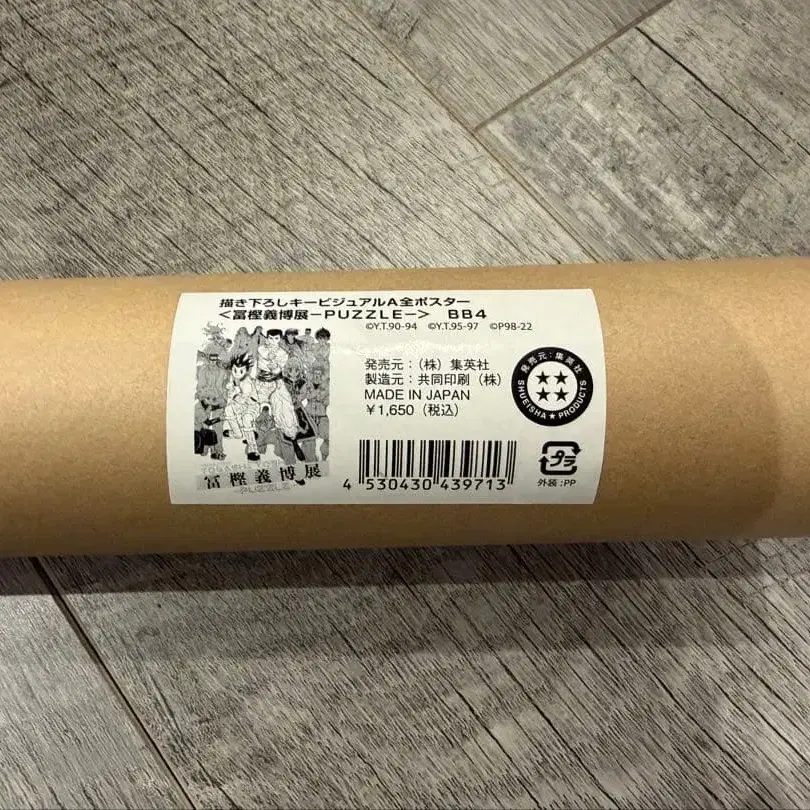 描き下ろしキービジュアルA全ポスター
<冨樫義博展-PUZZLE-> BB4
©Y.T.90-94 ©Y.T.95-97 ©P98-22
発売元：（株）集英社
製造元：共同印刷（株）
MADE IN JAPAN
￥1,650（税込）
発売元：集英社
SHUEISHA★PRODUCTS
冨樫義博展
-PUZZLE-
4 530430 439713
プラ
外装:PP